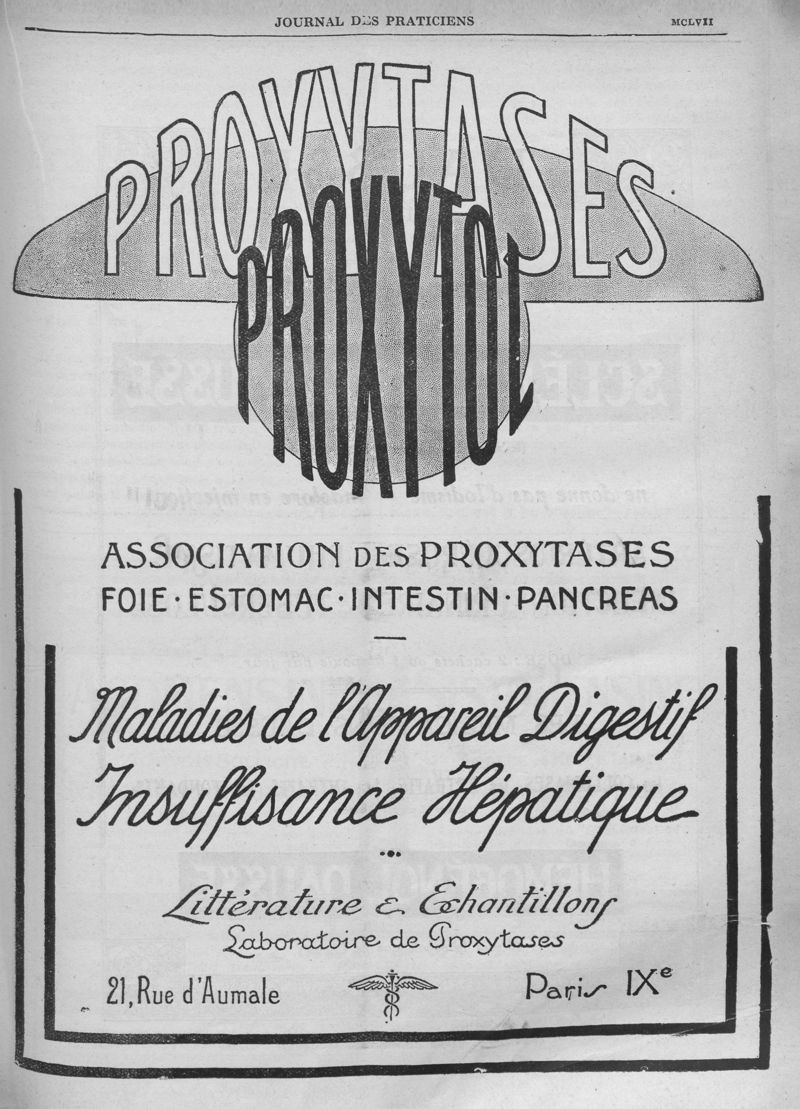 JOURNAL DES PRATICIENS MCLVII
PROXYTASES
PROXYTOL
ASSOCIATION DES PROXYTASES
FOIE · ESTOMAC · INTESTIN · PANCREAS
Maladies de l'Appareil Digestif
Insuffisance Hépatique
Littérature & Echantillons
Laboratoire de Proxytases
21, Rue d'Aumale Paris IXe